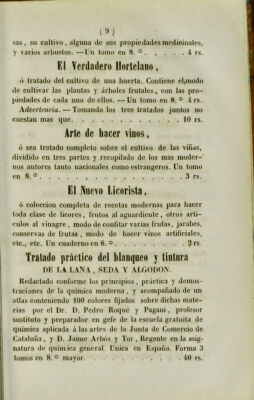 ( 9 )
sas, su cultivo, alguna de sus propiedades medicinales,
y varios arbustos. —Un tomo en 8. º . . . . . 4 rs.
El Verdadero Hortelano,
ó tratado del cultivo de una huerta. Contiene el modo
de cultivar las plantas y árboles frutales, con las pro-
piedades de cada uno de ellos. —Un tomo en 8. º 4 rs.
Advertencia. — Tomando los tres tratados juntos no
cuestan mas que. . . . . . . . . . . . . 10 rs.
Arte de hacer vinos,
ó sea tratado completo sobre el cultivo de las viñas,
dividido en tres partes y recopilado de los mas moder-
nos autores tanto nacionales como estrangeros. Un tomo
en 8. º . . . . . . . . . . . . . . . . 3 rs.
El Nuevo Licorista,
ó coleccion completa de recetas modernas para hacer
toda clase de licores, frutos al aguardiente, otros artí-
culos al vinagre, modo de confitar varias frutas, jarabes,
conservas de frutas, modo de hacer vinos artificiales,
etc., etc. Un cuaderno en 8. º . . . . . . . . 2 rs.
Tratado práctico del blanqueo y tintura
DE LA LANA, SEDA Y ALGODON.
Redactado conforme los principios, práctica y demos-
traciones de la química moderna, y acompañado de un
atlas conteniendo 100 colores fijados sobre dichas mate-
rias por el Dr. D. Pedro Roqué y Pagani, profesor
sustituto y preparador en gefe de la escuela gratuita de
química aplicada á las artes de la Junta de Comercio de
Cataluña, y D. Jaime Arbós y Tor, Regente en la asig-
natura de química general. Unica en España. Forma 3
tomos en 8. º mayor. . . . . . . . . . . 40 rs.